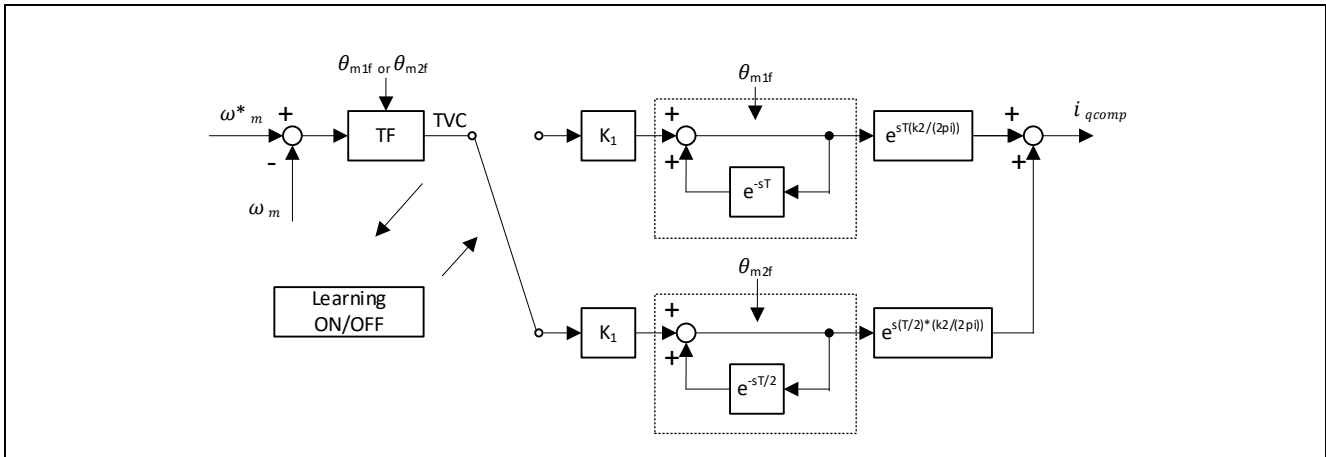 θm1f or θm2f
ω*m
+
-
ωm
TF
TVC
Learning
ON/OFF
K1
θm1f
+
+
e-sT
esT(k2/(2pi))
+
+
iqcomp
K1
θm2f
+
+
e-sT/2
es(T/2)*(k2/(2pi))